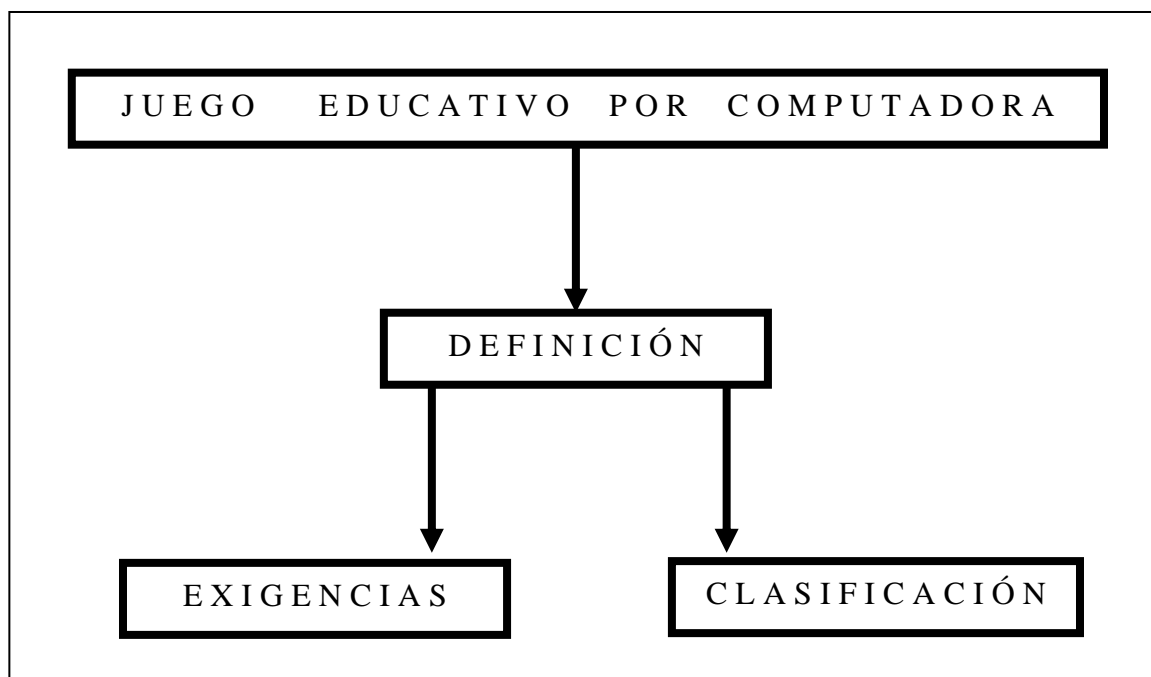 JUEGO EDUCATIVO POR COMPUTADORA
DEFINICIÓN
EXIGENCIAS
CLASIFICACIÓN